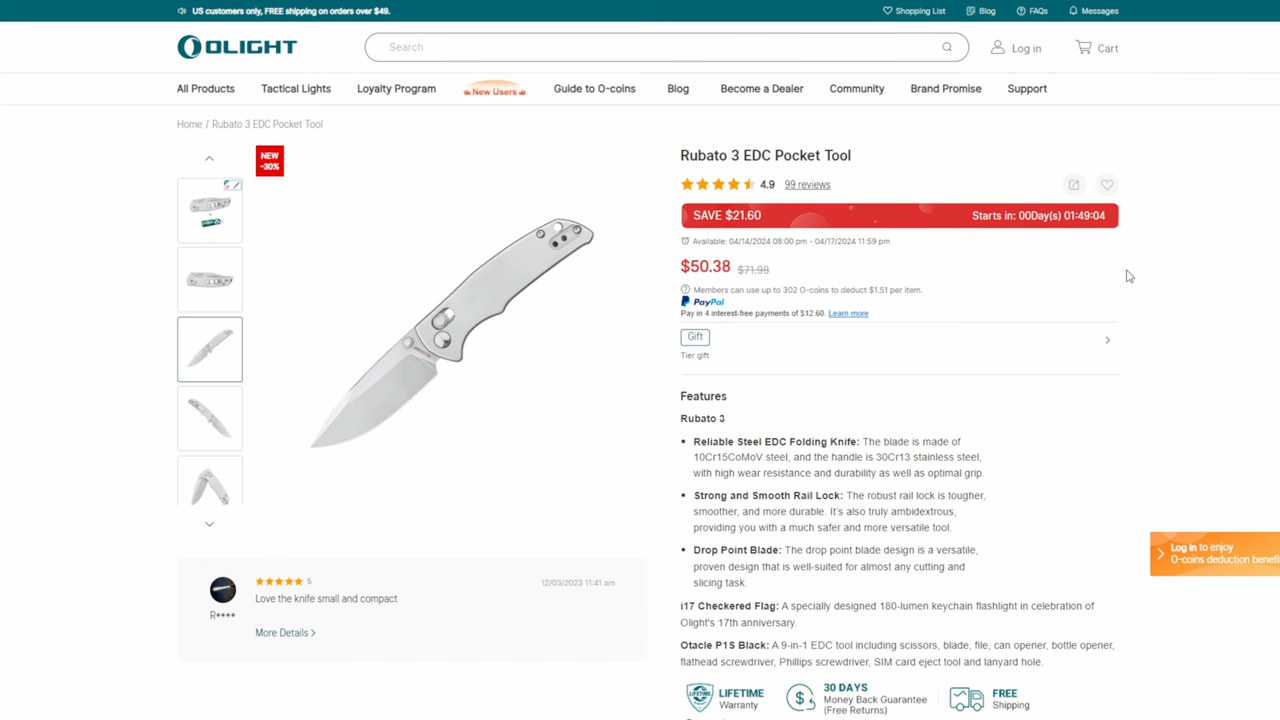 US customers only, FREE shipping on orders over $49.
Shopping List
Blog
FAQs
Messages
OLIGHT
Search
Log in
Cart
All Products
Tactical Lights
Loyalty Program
New Users
Guide to O-coins
Blog
Become a Dealer
Community
Brand Promise
Support
Home / Rubato 3 EDC Pocket Tool
NEW
-30%
Rubato 3 EDC Pocket Tool
4.9 99 reviews
SAVE $21.60 Starts in: 00Day(s) 01:49:04
Available: 04/14/2024 08:00 pm - 04/17/2024 11:59 pm
$50.38 $71.98
Members can use up to 302 O-coins to deduct $1.51 per item.
PayPal
Pay in 4 interest-free payments of $12.60. Learn more
Gift
Tier gift
Features
Rubato 3
• Reliable Steel EDC Folding Knife: The blade is made of
10Cr15CoMoV steel, and the handle is 30Cr13 stainless steel,
with high wear resistance and durability as well as optimal grip.
• Strong and Smooth Rail Lock: The robust rail lock is tougher,
smoother, and more durable. It's also truly ambidextrous,
providing you with a much safer and more versatile tool.
• Drop Point Blade: The drop point blade design is a versatile,
proven design that is well-suited for almost any cutting and
slicing task.
i17 Checkered Flag: A specially designed 180-lumen keychain flashlight in celebration of
Olight's 17th anniversary.
Otacle P1S Black: A 9-in-1 EDC tool including scissors, blade, file, can opener, bottle opener,
flathead screwdriver, Phillips screwdriver, SIM card eject tool and lanyard hole.
LIFETIME
Warranty
30 DAYS
Money Back Guarantee
(Free Returns)
FREE
Shipping
5
12/03/2023 11:41 am
Love the knife small and compact
R****
More Details >
Log in to enjoy
O-coins deduction benefi